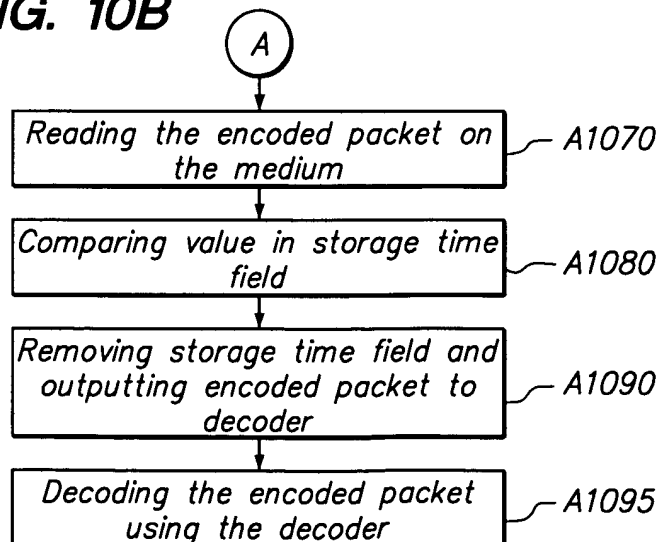 IG. 10B
A
Reading the encoded packet on
the medium
A1070
Comparing value in storage time
field
A1080
Removing storage time field and
outputting encoded packet to
decoder
A1090
Decoding the encoded packet
using the decoder
A1095